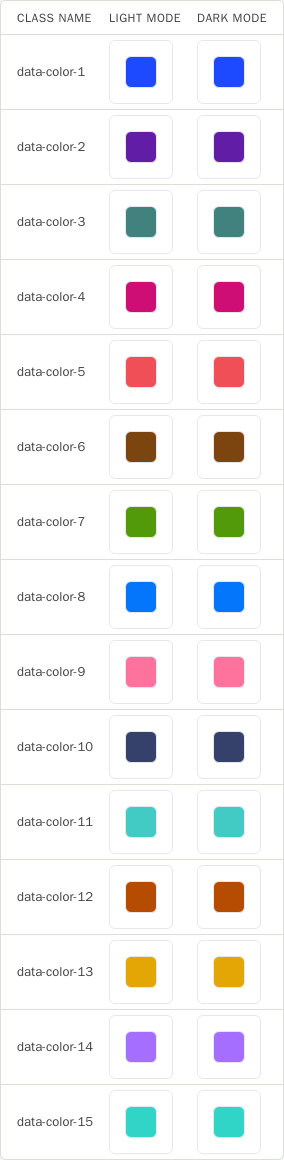 CLASS NAME LIGHT MODE DARK MODE
data-color-1
data-color-2
data-color-3
data-color-4
data-color-5
data-color-6
data-color-7
data-color-8
data-color-9
data-color-10
data-color-11
data-color-12
data-color-13
data-color-14
data-color-15